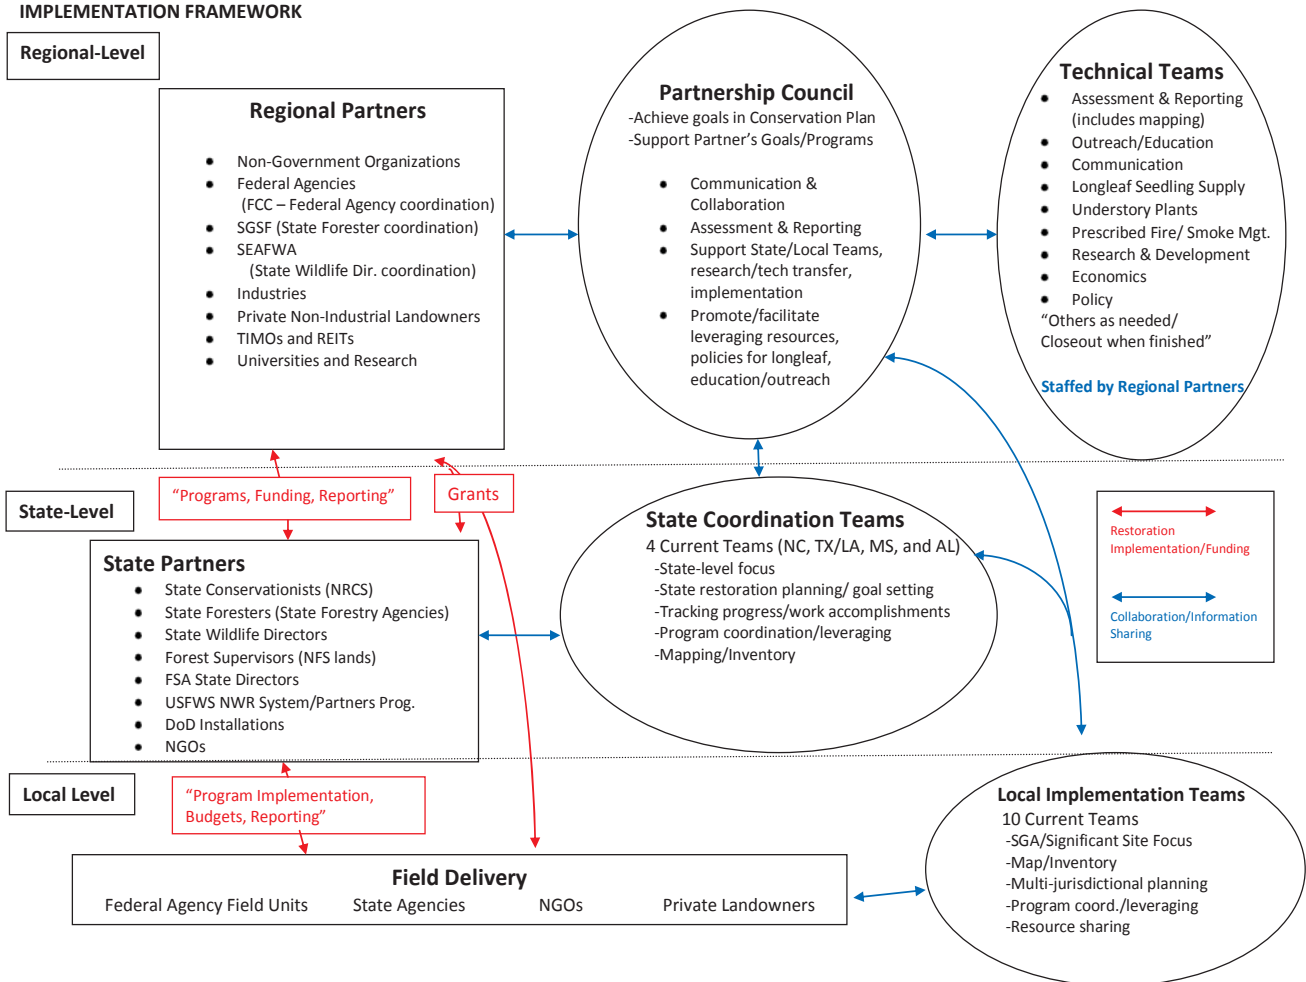 IMPLEMENTATION FRAMEWORK
Regional-Level
Regional Partners
● Non-Government Organizations
● Federal Agencies
(FCC – Federal Agency coordination)
● SGSF (State Forester coordination)
● SEAFWA
(State Wildlife Dir. coordination)
● Industries
● Private Non-Industrial Landowners
● TIMOs and REITs
● Universities and Research
Partnership Council
-Achieve goals in Conservation Plan
-Support Partner’s Goals/Programs
● Communication &
Collaboration
● Assessment & Reporting
● Support State/Local Teams,
research/tech transfer,
implementation
● Promote/facilitate
leveraging resources,
policies for longleaf,
education/outreach
Technical Teams
● Assessment & Reporting
(includes mapping)
● Outreach/Education
● Communication
● Longleaf Seedling Supply
● Understory Plants
● Prescribed Fire/ Smoke Mgt.
● Research & Development
● Economics
● Policy
“Others as needed/
Closeout when finished”
Staffed by Regional Partners
“Programs, Funding, Reporting”
Grants
State-Level
State Partners
● State Conservationists (NRCS)
● State Foresters (State Forestry Agencies)
● State Wildlife Directors
● Forest Supervisors (NFS lands)
● FSA State Directors
● USFWS NWR System/Partners Prog.
● DoD Installations
● NGOs
State Coordination Teams
4 Current Teams (NC, TX/LA, MS, and AL)
-State-level focus
-State restoration planning/ goal setting
-Tracking progress/work accomplishments
-Program coordination/leveraging
-Mapping/Inventory
Restoration
Implementation/Funding
Collaboration/Information
Sharing
Local Level
“Program Implementation,
Budgets, Reporting”
Field Delivery
Federal Agency Field Units State Agencies NGOs Private Landowners
Local Implementation Teams
10 Current Teams
-SGA/Significant Site Focus
-Map/Inventory
-Multi-jurisdictional planning
-Program coord./leveraging
-Resource sharing